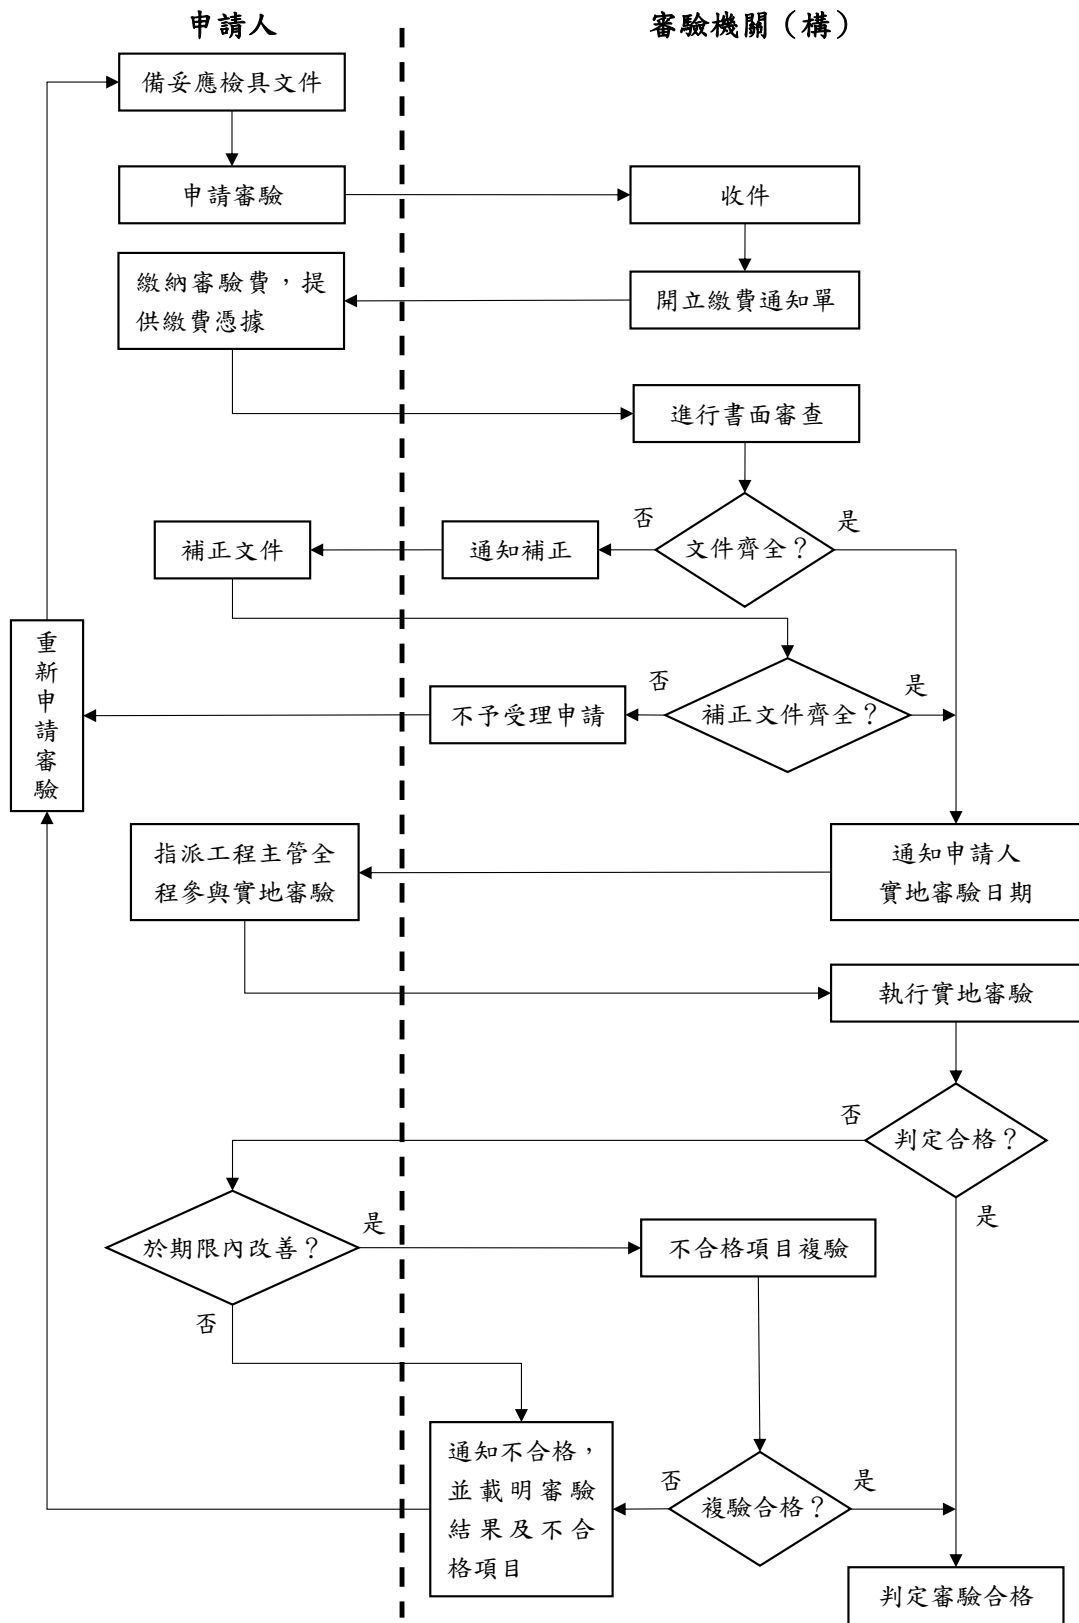 申請人
審驗機關（構）
備妥應檢具文件
申請審驗
收件
繳納審驗費，提
供繳費憑據
開立繳費通知單
進行書面審查
否
是
補正文件
通知補正
文件齊全？
重新申請審驗
否
是
不予受理申請
補正文件齊全？
指派工程主管全
程參與實地審驗
通知申請人
實地審驗日期
執行實地審驗
否
判定合格？
是
於期限內改善？
是
不合格項目複驗
否
通知不合格，
並載明審驗
結果及不合
格項目
否
複驗合格？
是
判定審驗合格